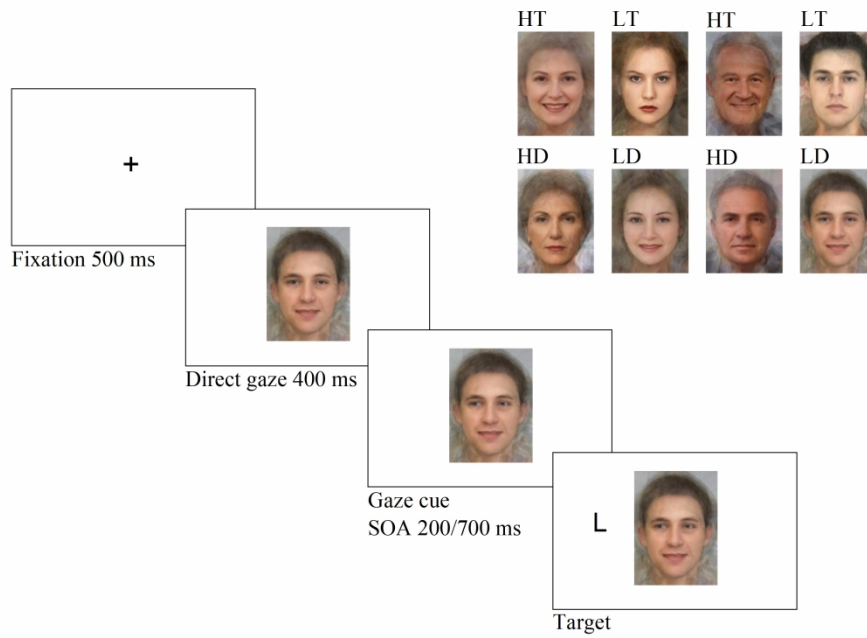 HT LT HT LT
HD LD HD LD
+
Fixation 500 ms
Direct gaze 400 ms
Gaze cue
SOA 200/700 ms
L
Target